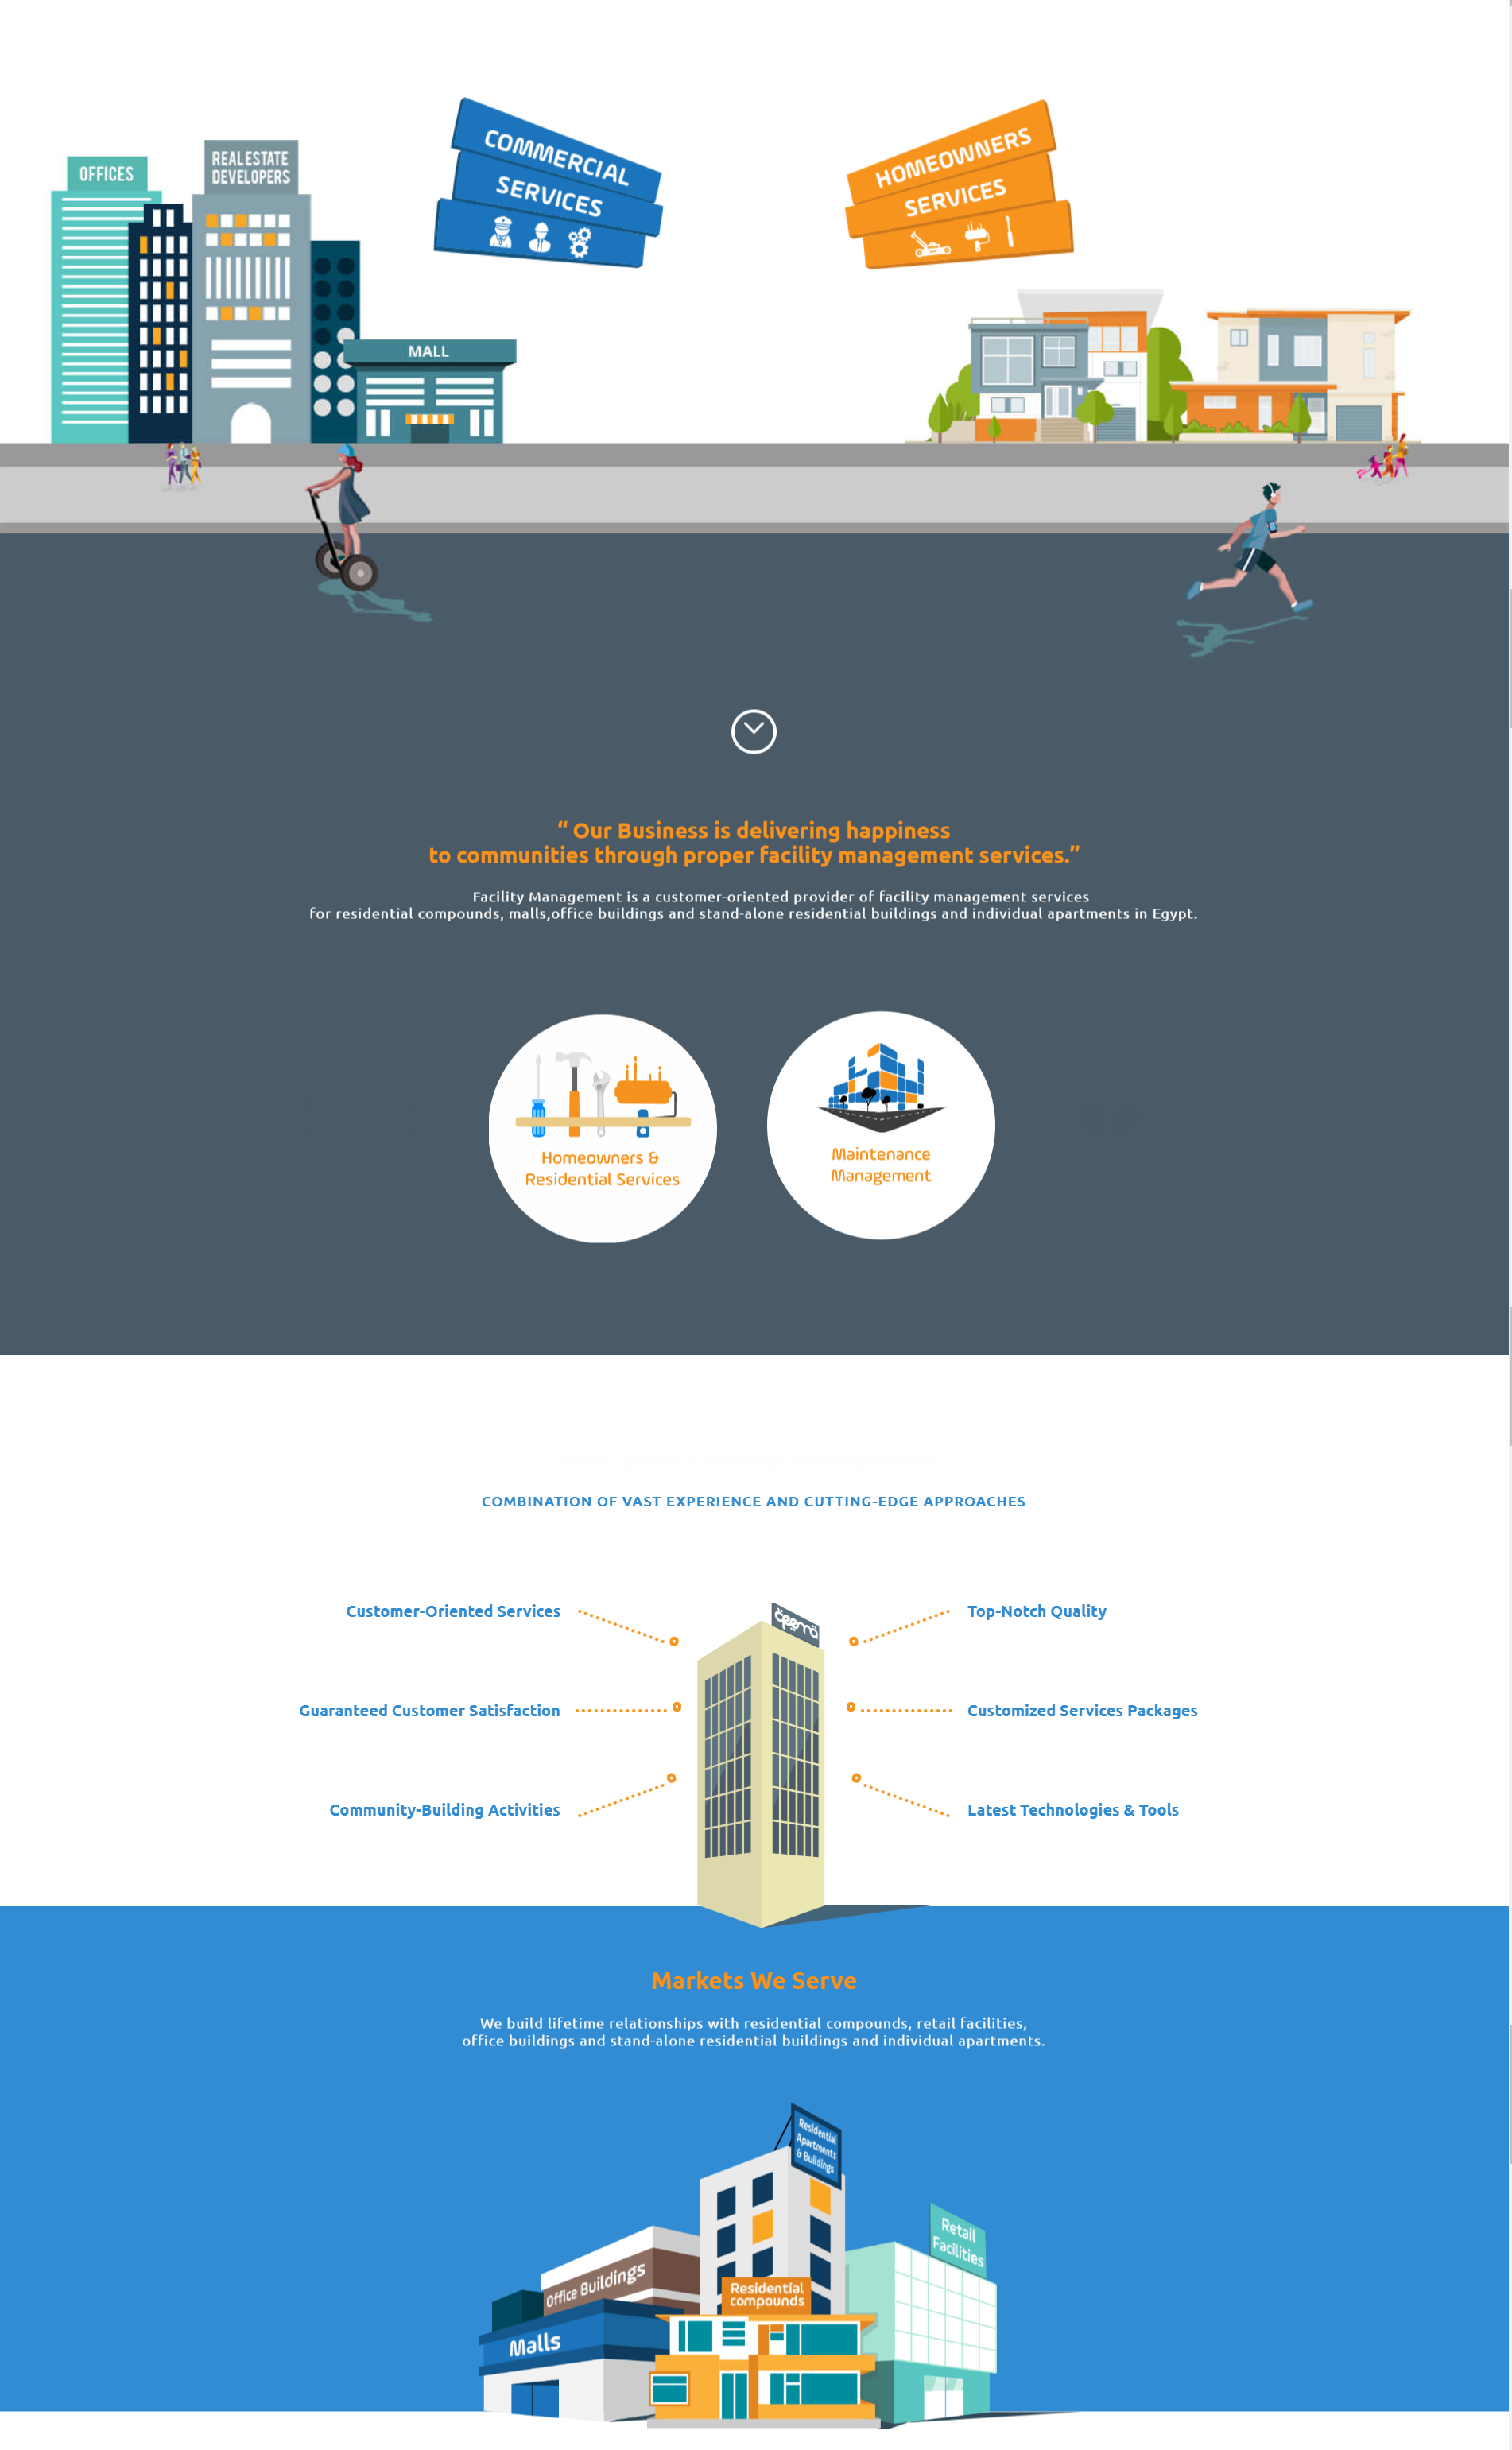 OFFICES
REAL ESTATE
DEVELOPERS
MALL
COMMERCIAL
SERVICES
HOMEOWNERS
SERVICES
“ Our Business is delivering happiness
to communities through proper facility management services.”
Facility Management is a customer-oriented provider of facility management services
for residential compounds, malls,office buildings and stand-alone residential buildings and individual apartments in Egypt.
Homeowners &
Residential Services
Maintenance
Management
COMBINATION OF VAST EXPERIENCE AND CUTTING-EDGE APPROACHES
Customer-Oriented Services
Guaranteed Customer Satisfaction
Community-Building Activities
Top-Notch Quality
Customized Services Packages
Latest Technologies & Tools
Markets We Serve
We build lifetime relationships with residential compounds, retail facilities,
office buildings and stand-alone residential buildings and individual apartments.
Residential
Apartments
& Buildings
Retail
Facilities
Office Buildings
Residential
compounds
Malls